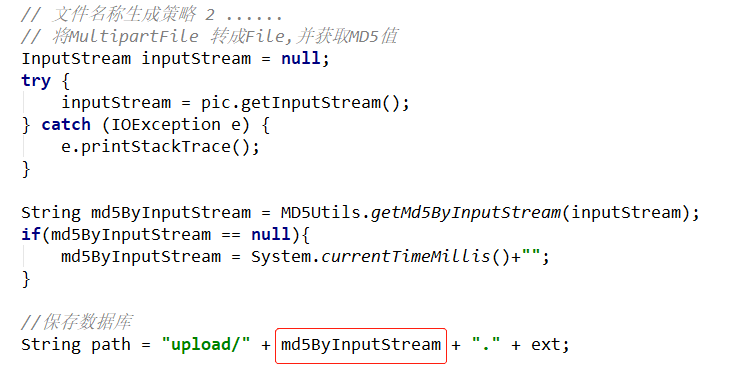 // 文件名称生成策略 2 ......
// 将MultipartFile 转成File,并获取MD5值
InputStream inputStream = null;
try {
    inputStream = pic.getInputStream();
} catch (IOException e) {
    e.printStackTrace();
}
String md5ByInputStream = MD5Utils.getMd5ByInputStream(inputStream);
if(md5ByInputStream == null){
    md5ByInputStream = System.currentTimeMillis()+"";
}
//保存数据库
String path = "upload/" + md5ByInputStream + "." + ext;